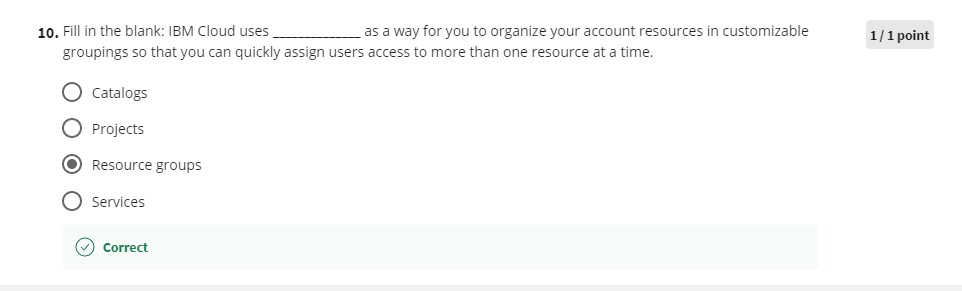 10. Fill in the blank: IBM Cloud uses ______________ as a way for you to organize your account resources in customizable
groupings so that you can quickly assign users access to more than one resource at a time.
1 / 1 point
Catalogs
Projects
Resource groups
Services
Correct